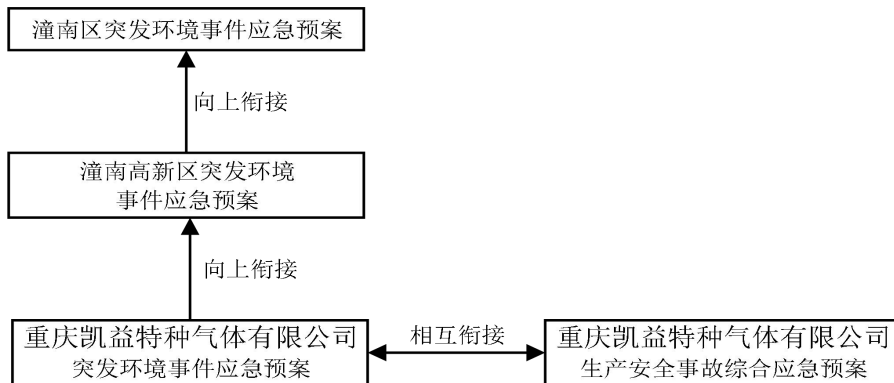 潼南区突发环境事件应急预案
向上衔接
潼南高新区突发环境
事件应急预案
向上衔接
重庆凯益特种气体有限公司
突发环境事件应急预案
相互衔接
重庆凯益特种气体有限公司
生产安全事故综合应急预案